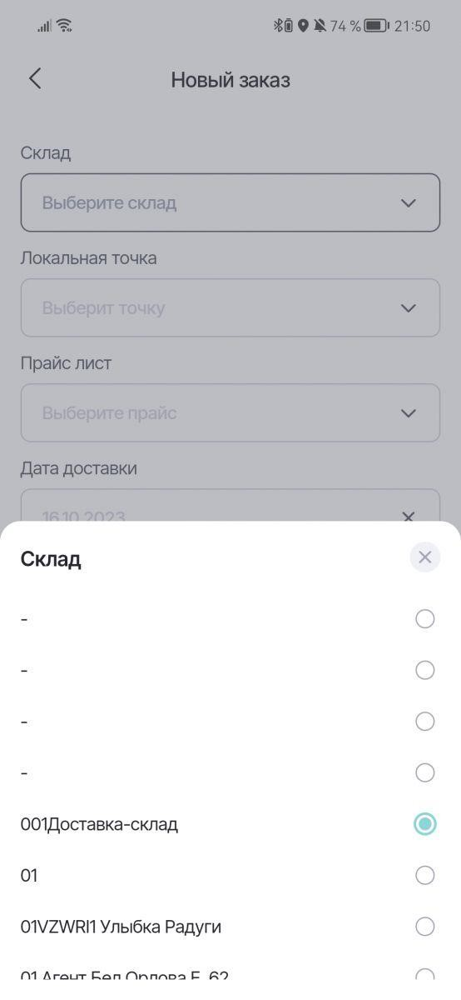 74 % 21:50
Новый заказ
Склад
Выберите склад
Локальная точка
Выберит точку
Прайс лист
Выберите прайс
Дата доставки
16.10.2023
Склад
-
-
-
-
001Доставка-склад
01
01VZWRI1 Улыбка Радуги
01 Агент Бел Орлова Е. 62